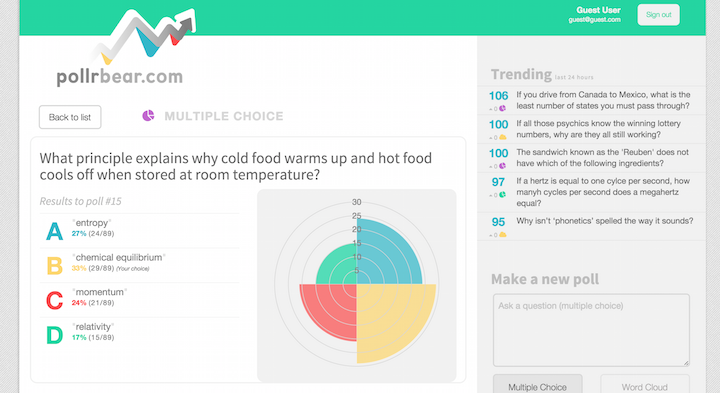 Guest User
guest@guest.com
Sign out
pollrbear.com
Back to list
MULTIPLE CHOICE
What principle explains why cold food warms up and hot food
cools off when stored at room temperature?
Results to poll #15
A
"entropy"
27% (24/89)
B
"chemical equilibrium"
33% (29/89) (Your choice)
C
"momentum"
24% (21/89)
D
"relativity"
17% (15/89)
30
25
20
15
10
5
Trending last 24 hours
106 If you drive from Canada to Mexico, what is the
+ 0 least number of states you must pass through?
100 If all those psychics know the winning lottery
+ 0 numbers, why are they all still working?
100 The sandwich known as the 'Reuben' does not
+ 0 have which of the following ingredients?
97 If a hertz is equal to one cylce per second, how
+ 0 manyh cycles per second does a megahertz
equal?
95 Why isn't 'phonetics' spelled the way it sounds?
+ 0
Make a new poll
Ask a question (multiple choice)
Multiple Choice
Word Cloud